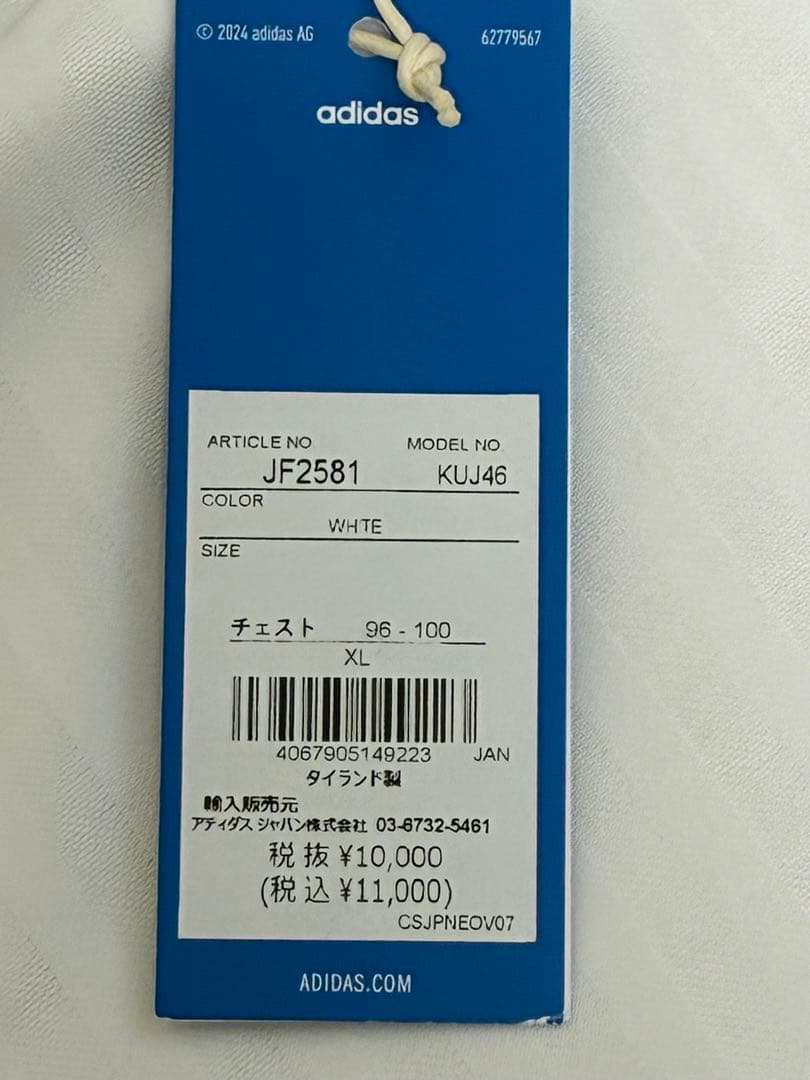 © 2024 adidas AG 62779567
adidas
ARTICLE NO MODEL NO
JF2581 KUJ46
COLOR
WHITE
SIZE
チェスト 96 - 100
XL
4067905149223 JAN
タイランド製
輸入販売元
アディダス ジャパン株式会社 03-6732-5461
税抜 ¥10,000
(税込 ¥11,000)
CSJPNEOV07
ADIDAS.COM